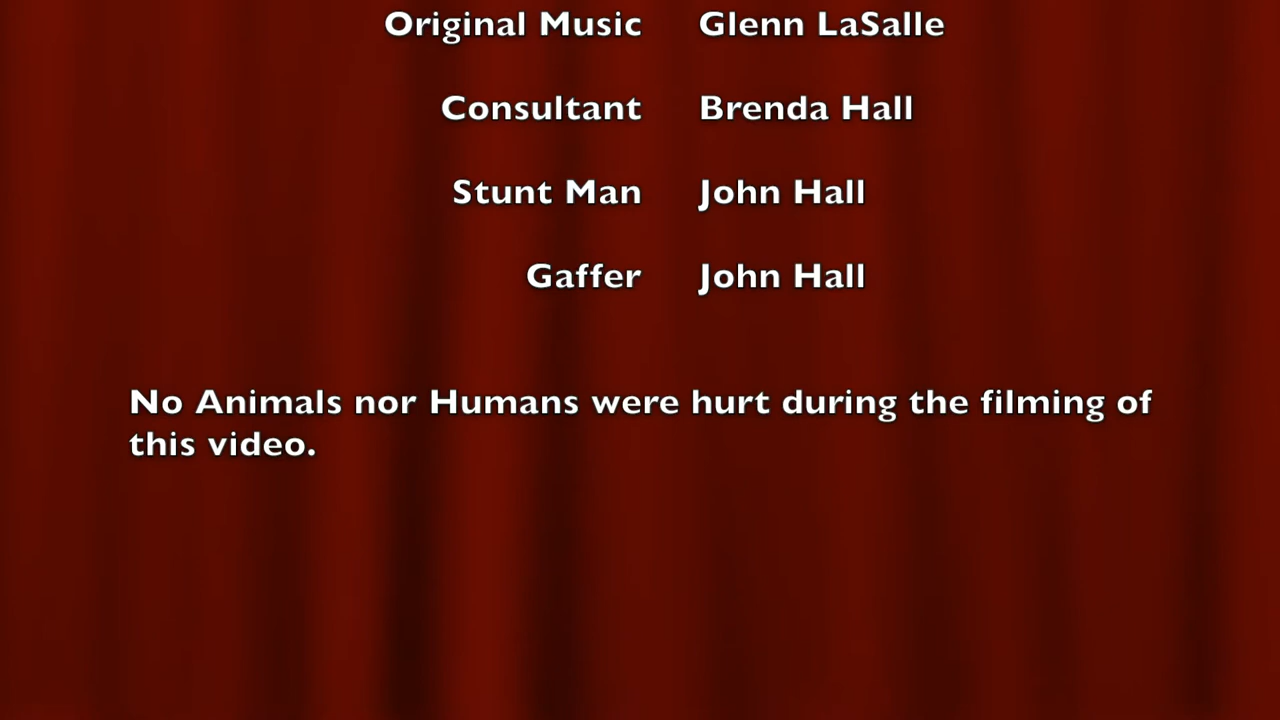 Original Music Glenn LaSalle
Consultant Brenda Hall
Stunt Man John Hall
Gaffer John Hall
No Animals nor Humans were hurt during the filming of
this video.